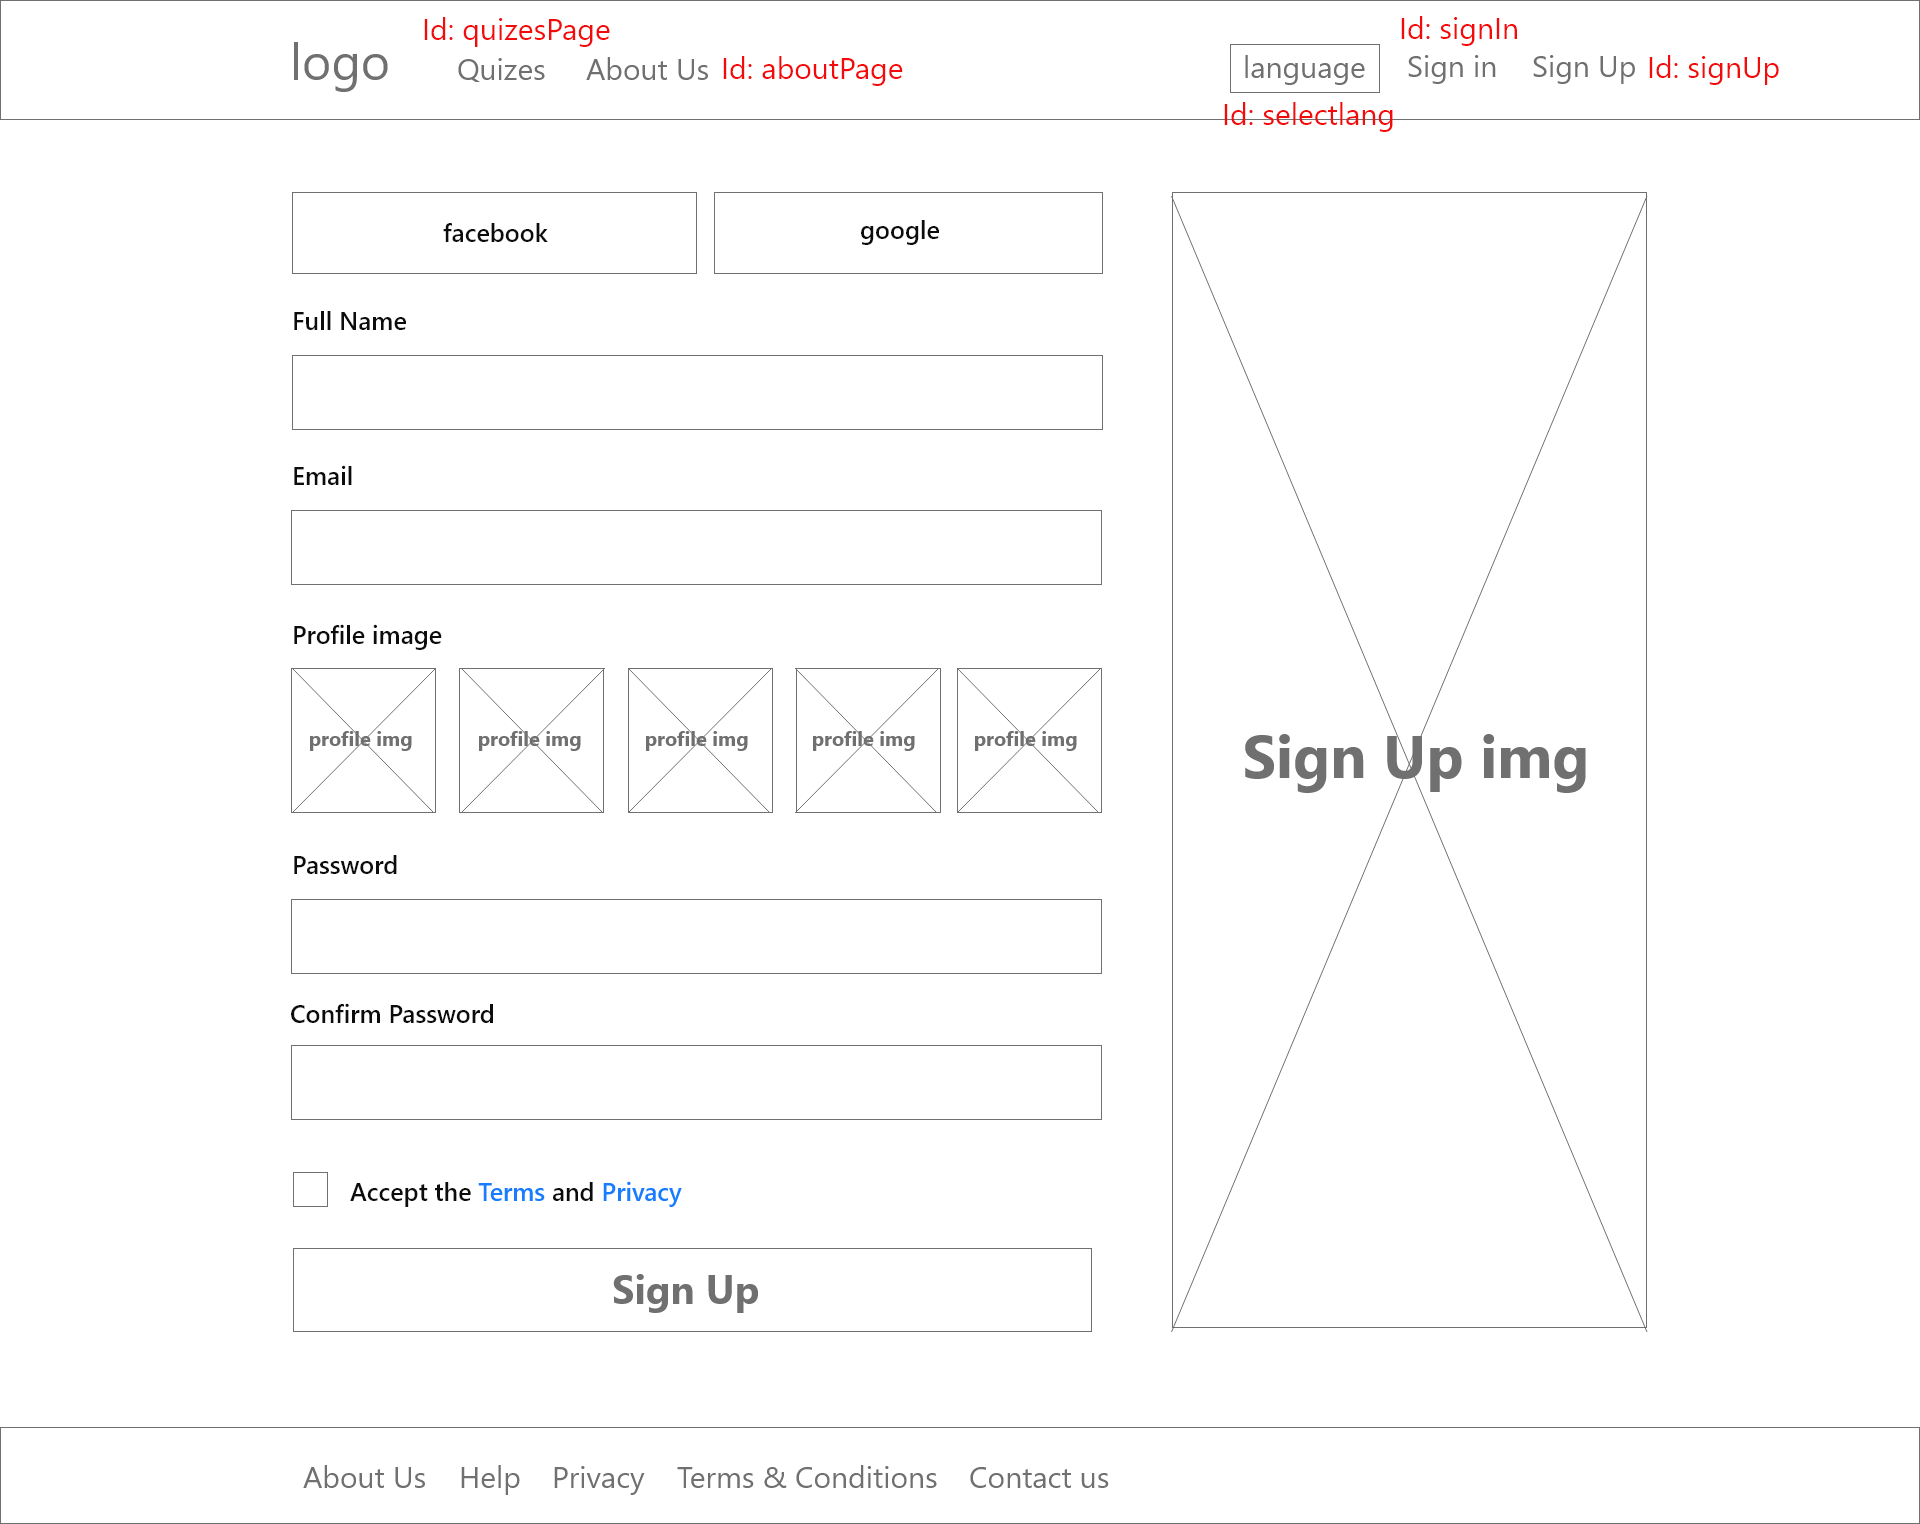 logo
Id: quizesPage
Quizes
About Us
Id: aboutPage
language
Id: selectlang
Id: signIn
Sign in
Sign Up
Id: signUp
facebook
google
Full Name
Email
Profile image
profile img
profile img
profile img
profile img
profile img
Password
Confirm Password
Accept the Terms and Privacy
Sign Up
Sign Up img
About Us
Help
Privacy
Terms & Conditions
Contact us